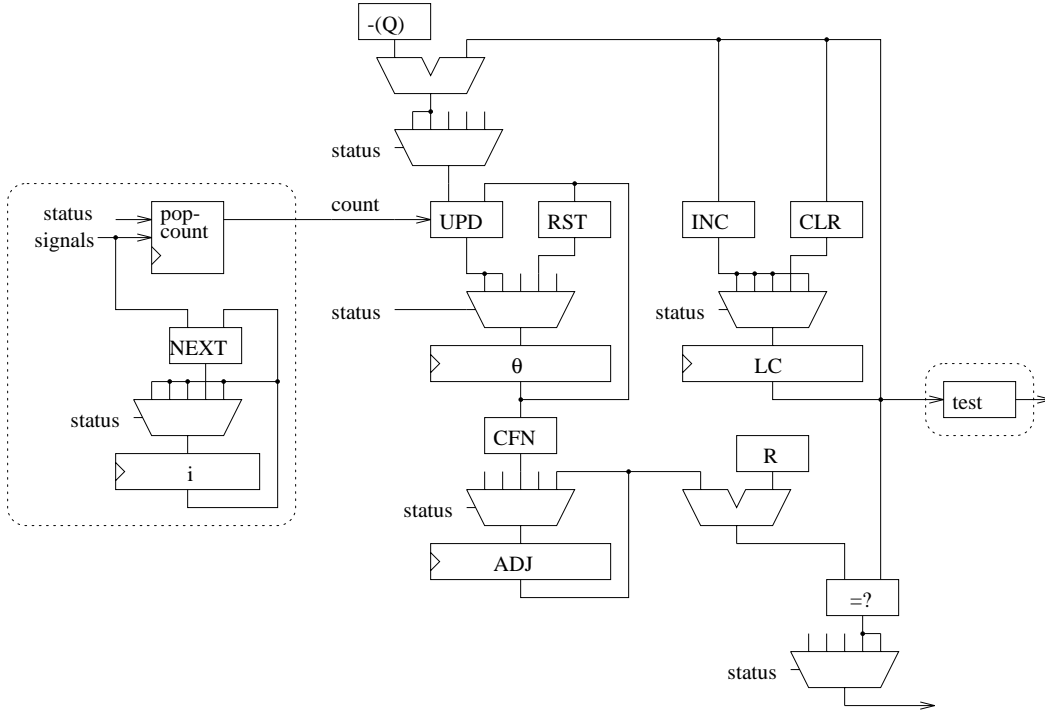 -(Q)
status
status
signals
pop-
count
count
UPD
RST
INC
CLR
status
status
NEXT
θ
LC
status
test
CFN
i
R
status
ADJ
=?
status